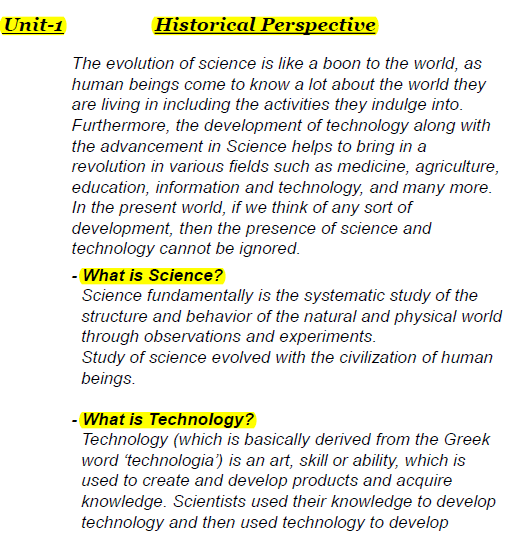 Unit-1 Historical Perspective
The evolution of science is like a boon to the world, as
human beings come to know a lot about the world they
are living in including the activities they indulge into.
Furthermore, the development of technology along with
the advancement in Science helps to bring in a
revolution in various fields such as medicine, agriculture,
education, information and technology, and many more.
In the present world, if we think of any sort of
development, then the presence of science and
technology cannot be ignored.
- What is Science?
Science fundamentally is the systematic study of the
structure and behavior of the natural and physical world
through observations and experiments.
Study of science evolved with the civilization of human
beings.
- What is Technology?
Technology (which is basically derived from the Greek
word ‘technologia’) is an art, skill or ability, which is
used to create and develop products and acquire
knowledge. Scientists used their knowledge to develop
technology and then used technology to develop